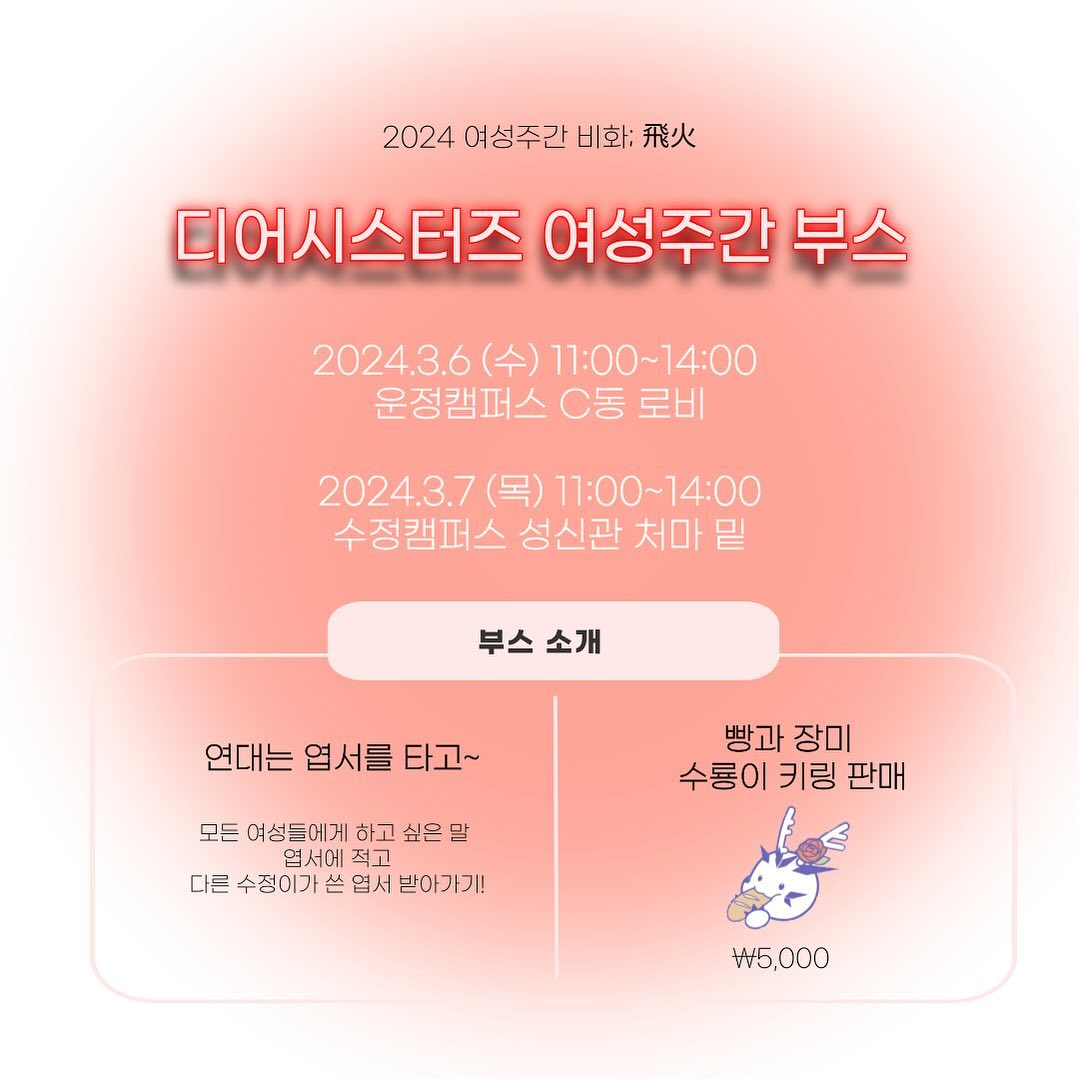 2024 여성주간 비화; 飛火
디어시스터즈 여성주간 부스
2024.3.6 (수) 11:00~14:00
운정캠퍼스 C동 로비
2024.3.7 (목) 11:00~14:00
수정캠퍼스 성신관 처마 밑
부스 소개
연대는 엽서를 타고~
모든 여성들에게 하고 싶은 말
엽서에 적고
다른 수정이가 쓴 엽서 받아가기!
빵과 장미
수룡이 키링 판매
₩5,000